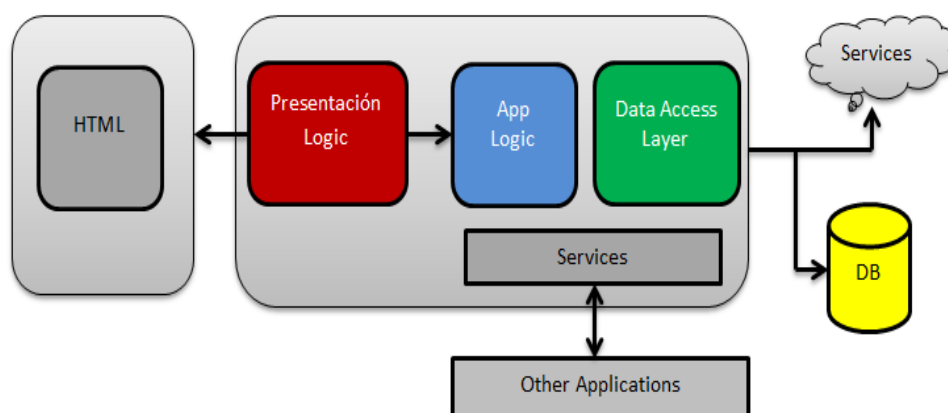 HTML
Presentación
Logic
App
Logic
Data Access
Layer
Services
Services
DB
Other Applications